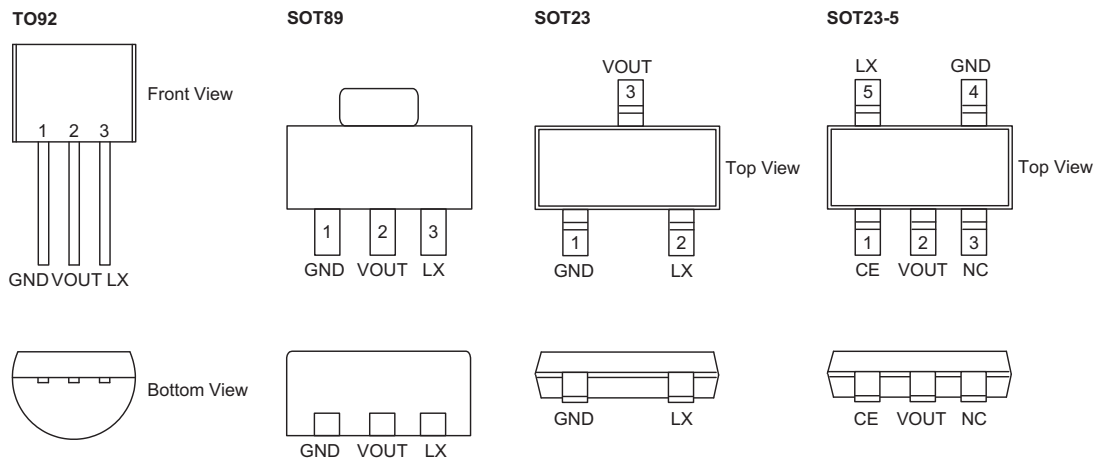 TO92
SOT89
SOT23
SOT23-5
Front View
1 2 3
GND VOUT LX
1 2 3
GND VOUT LX
VOUT
3
Top View
1 2
GND LX
LX GND
5 4
Top View
1 2 3
CE VOUT NC
Bottom View
GND VOUT LX
GND LX
CE VOUT NC